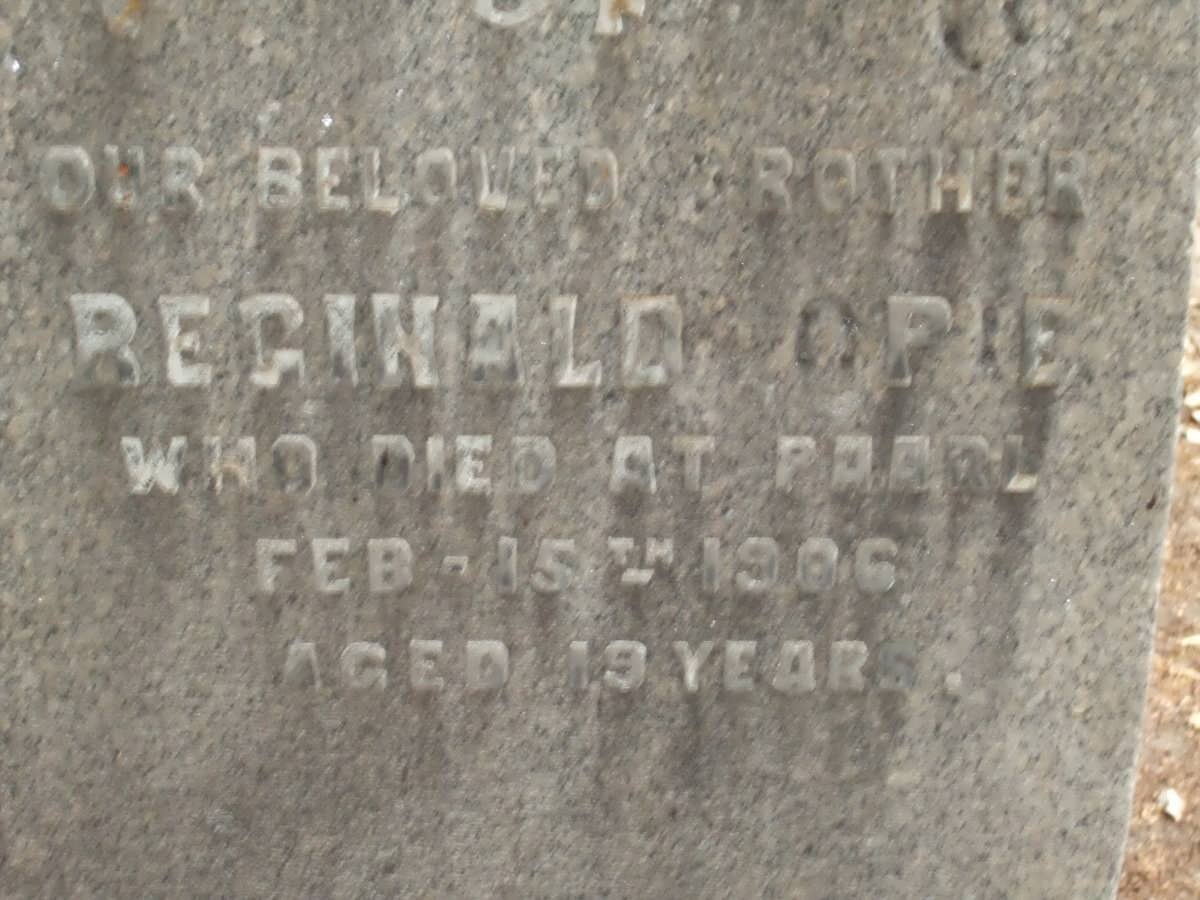 OUR BELOVED BROTHER
REGINALD OPIE
WHO DIED AT PAARL
FEB - 15TH 1906
AGED 19 YEARS.